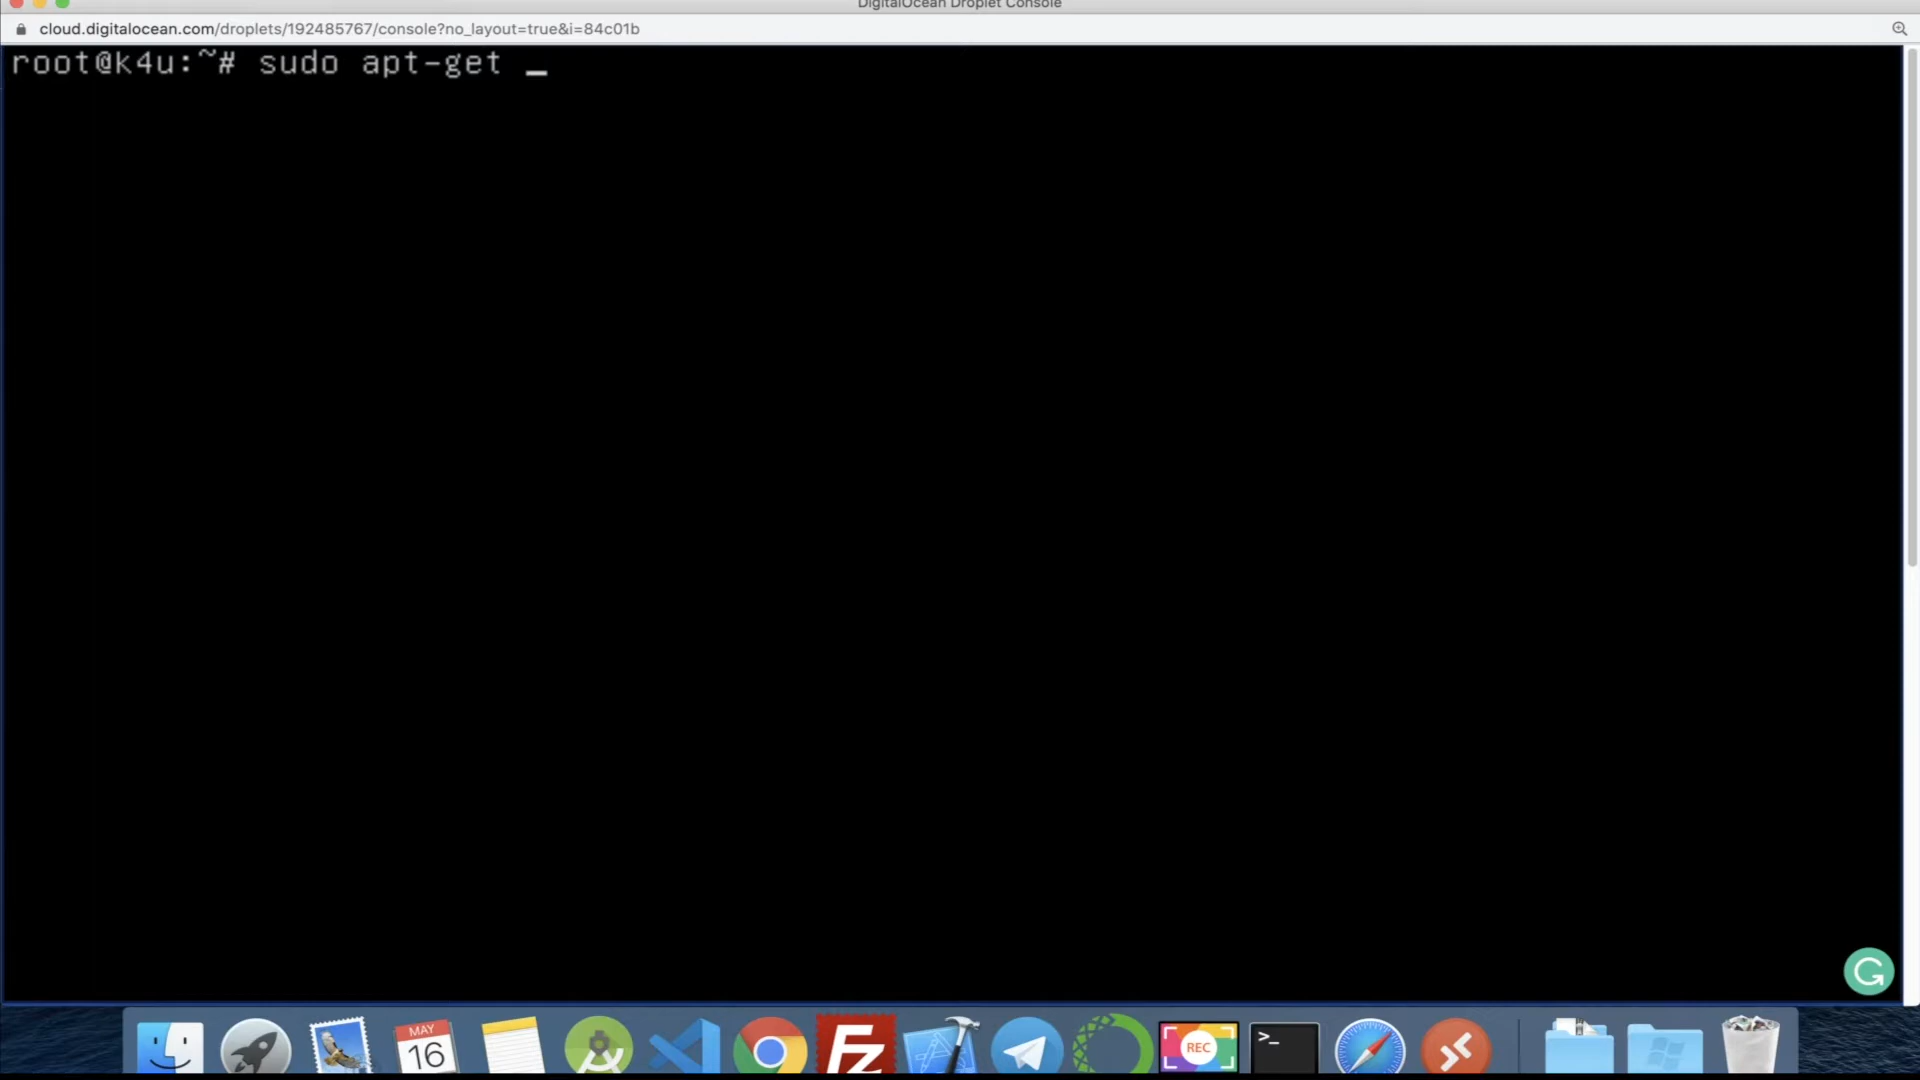 DigitalOcean Droplet Console
cloud.digitalocean.com/droplets/192485767/console?no_layout=true&i=84c01b
root@k4u:~# sudo apt-get _
MAY
16
Fz
REC
>_